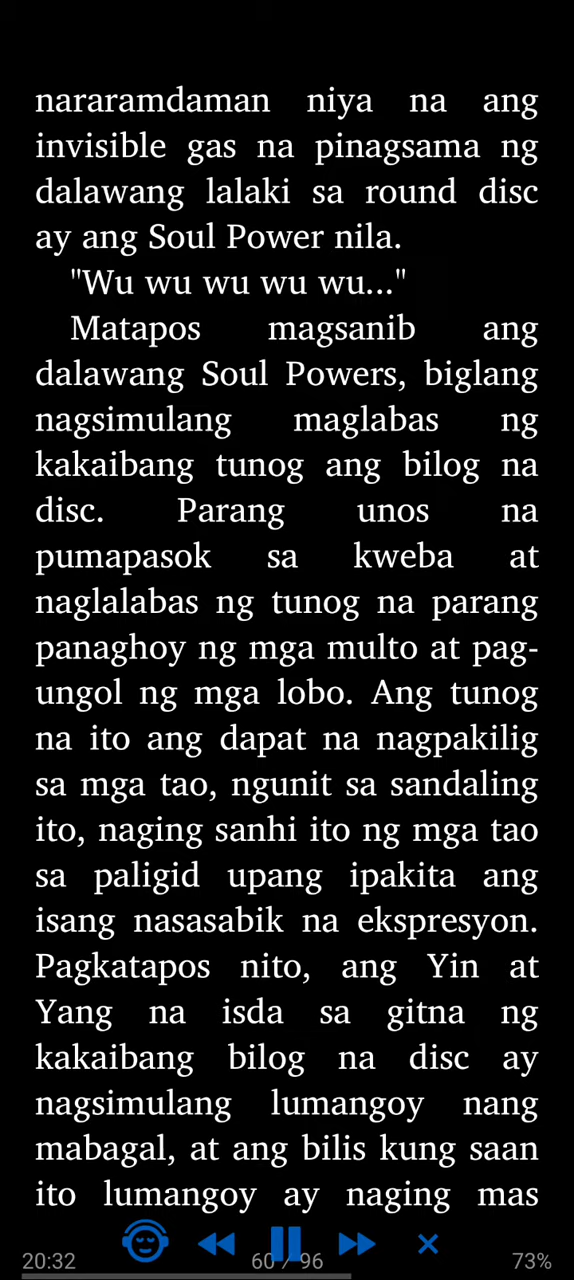 nararamdaman niya na ang
invisible gas na pinagsama ng
dalawang lalaki sa round disc
ay ang Soul Power nila.
"Wu wu wu wu wu..."
Matapos magsanib ang
dalawang Soul Powers, biglang
nagsimulang maglabas ng
kakaibang tunog ang bilog na
disc. Parang unos na
pumapasok sa kweba at
naglalabas ng tunog na parang
panaghoy ng mga multo at pag-
ungol ng mga lobo. Ang tunog
na ito ang dapat na nagpakilig
sa mga tao, ngunit sa sandaling
ito, naging sanhi ito ng mga tao
sa paligid upang ipakita ang
isang nasasabik na ekspresyon.
Pagkatapos nito, ang Yin at
Yang na isda sa gitna ng
kakaibang bilog na disc ay
nagsimulang lumangoy nang
mabagal, at ang bilis kung saan
ito lumangoy ay naging mas
20:32 60 / 96 73%